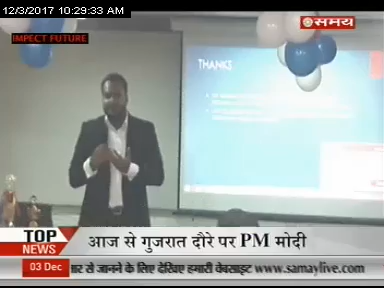 12/3/2017 10:29:33 AM
समय
IMPECT FUTURE
THANKS
TOP NEWS
आज से गुजरात दौरे पर PM मोदी
03 Dec
मार से जानने के लिए देखिए हमारी वेबसाइट www.samaylive.com